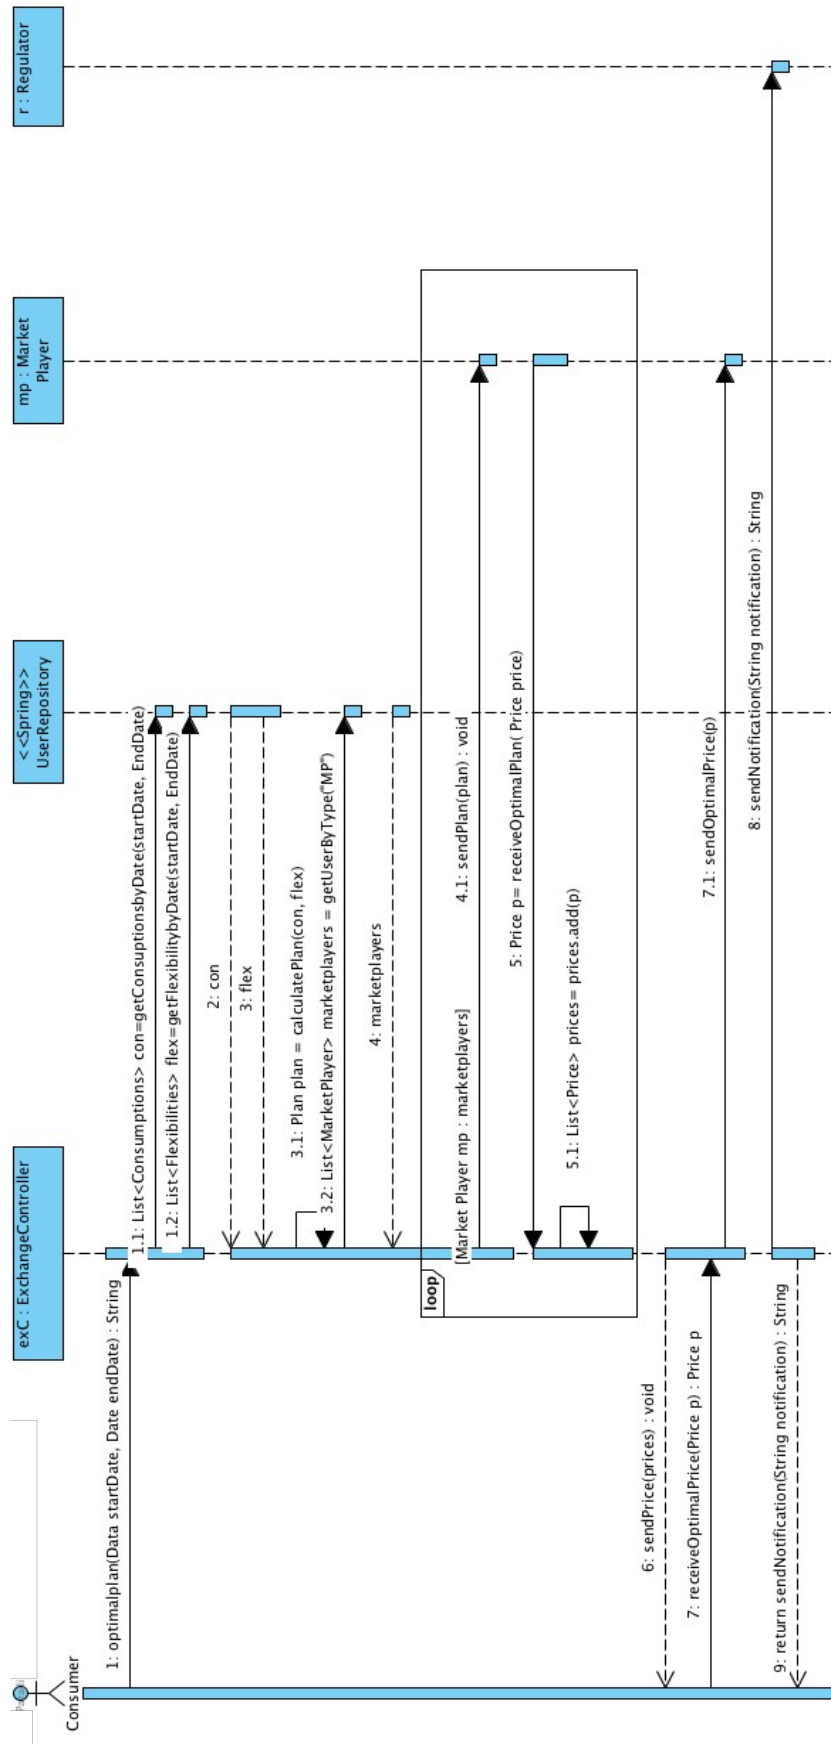 Consumer
exC : ExchangeController
<<Spring>>
UserRepository
mp : Market
Player
r : Regulator
1: optimalplan(Data startDate, Date endDate) : String
1.1: List<Consumptions> con=getConsuptionsbyDate(startDate, EndDate)
1.2: List<Flexibilities> flex=getFlexibilitybyDate(startDate, EndDate)
2: con
3: flex
3.1: Plan plan = calculatePlan(con, flex)
3.2: List<MarketPlayer> marketplayers = getUserByType("MP")
4: marketplayers
loop
[Market Player mp : marketplayers]
4.1: sendPlan(plan) : void
5: Price p= receiveOptimalPlan( Price price)
5.1: List<Price> prices= prices.add(p)
6: sendPrice(prices) : void
7: receiveOptimalPrice(Price p) : Price p
7.1: sendOptimalPrice(p)
8: sendNotification(String notification) : String
9: return sendNotification(String notification) : String